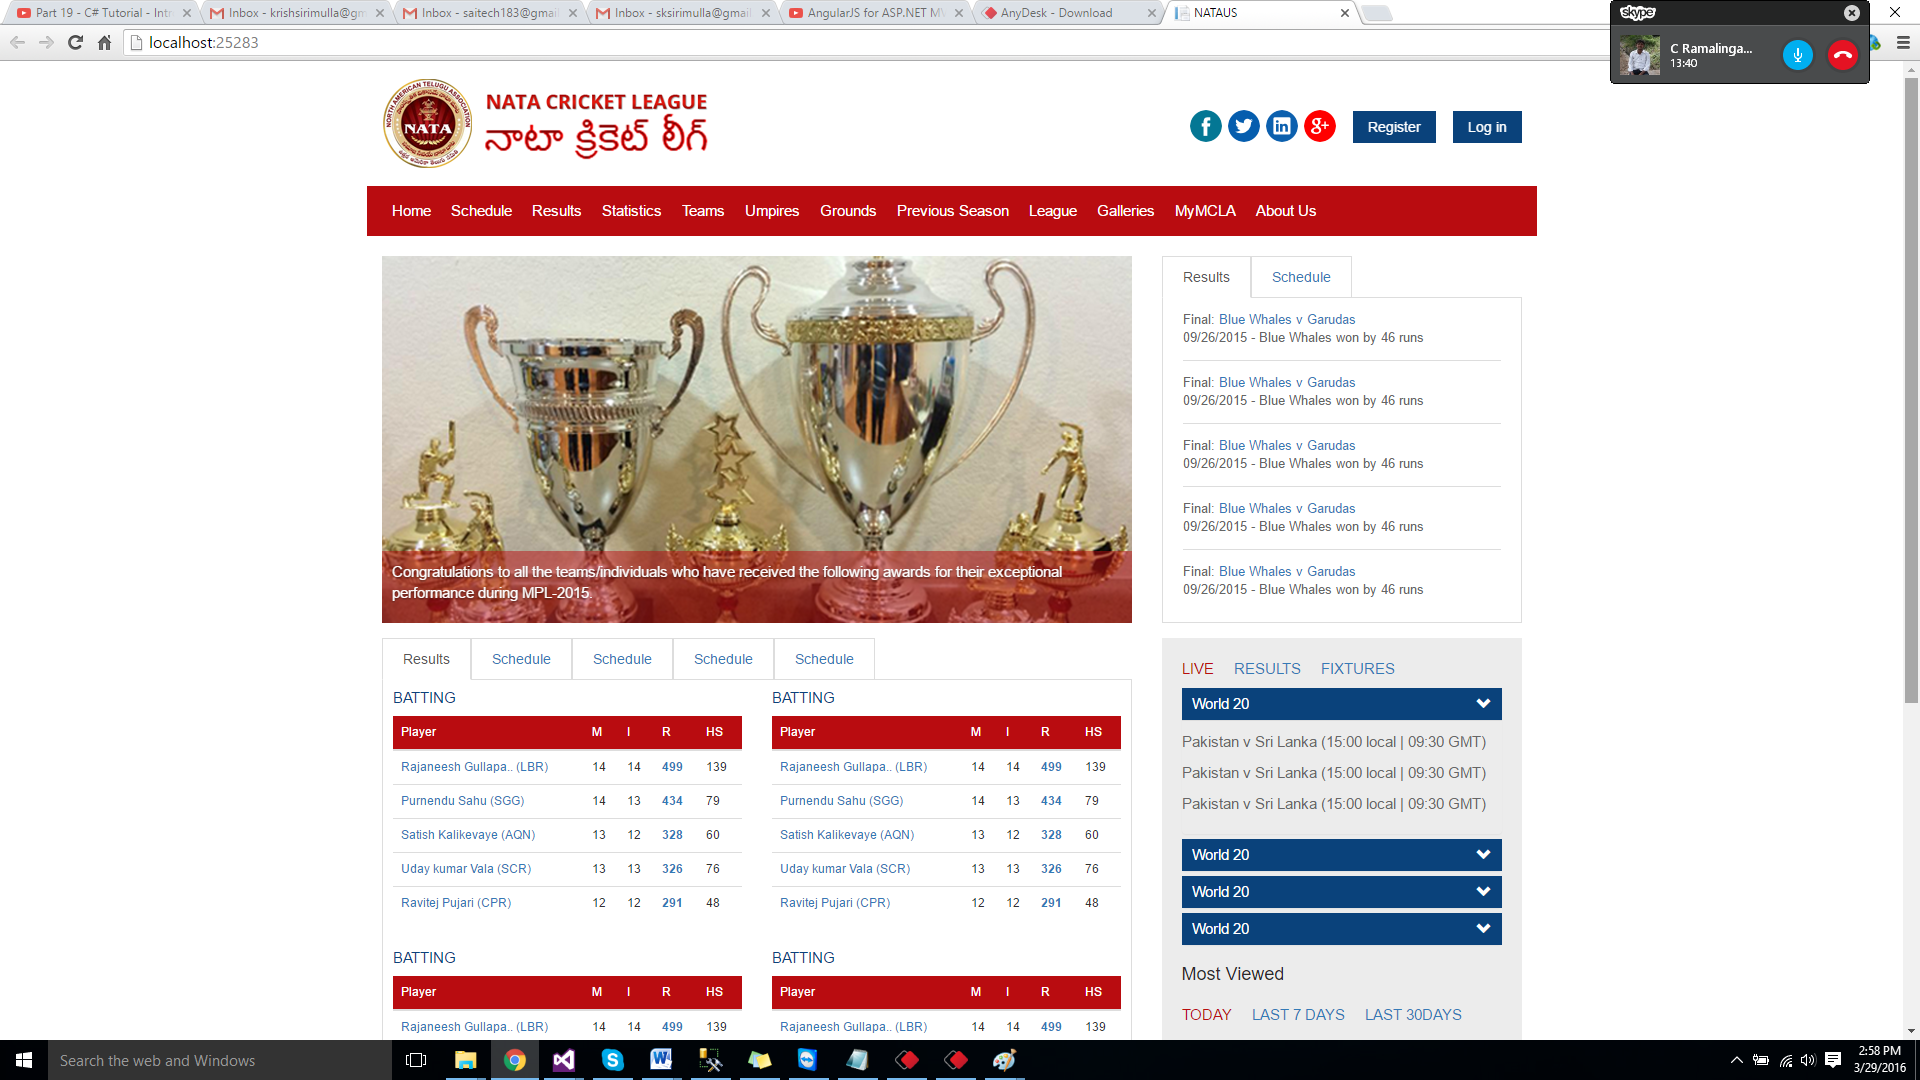 Part 19 - C# Tutorial - Intr
Inbox - krishsirimulla@gm
Inbox - saitech183@gmai
Inbox - sksirimulla@gmai
AngularJS for ASP.NET MV
AnyDesk - Download
NATAUS
skype
C Ramalinga...
13:40
localhost:25283
NORTH AMERICAN TELUGU ASSOCIATION
NATA
NATA CRICKET LEAGUE
నాటా క్రికెట్ లీగ్
Register
Log in
Home Schedule Results Statistics Teams Umpires Grounds Previous Season League Galleries MyMCLA About Us
Congratulations to all the teams/individuals who have received the following awards for their exceptional
performance during MPL-2015.
Results Schedule
Final: Blue Whales v Garudas
09/26/2015 - Blue Whales won by 46 runs
Final: Blue Whales v Garudas
09/26/2015 - Blue Whales won by 46 runs
Final: Blue Whales v Garudas
09/26/2015 - Blue Whales won by 46 runs
Final: Blue Whales v Garudas
09/26/2015 - Blue Whales won by 46 runs
Final: Blue Whales v Garudas
09/26/2015 - Blue Whales won by 46 runs
Results Schedule Schedule Schedule Schedule
BATTING
Player M I R HS
Rajaneesh Gullapa.. (LBR) 14 14 499 139
Purnendu Sahu (SGG) 14 13 434 79
Satish Kalikevaye (AQN) 13 12 328 60
Uday kumar Vala (SCR) 13 13 326 76
Ravitej Pujari (CPR) 12 12 291 48
BATTING
Player M I R HS
Rajaneesh Gullapa.. (LBR) 14 14 499 139
Purnendu Sahu (SGG) 14 13 434 79
Satish Kalikevaye (AQN) 13 12 328 60
Uday kumar Vala (SCR) 13 13 326 76
Ravitej Pujari (CPR) 12 12 291 48
BATTING
Player M I R HS
Rajaneesh Gullapa.. (LBR) 14 14 499 139
BATTING
Player M I R HS
Rajaneesh Gullapa.. (LBR) 14 14 499 139
LIVE RESULTS FIXTURES
World 20
Pakistan v Sri Lanka (15:00 local | 09:30 GMT)
Pakistan v Sri Lanka (15:00 local | 09:30 GMT)
Pakistan v Sri Lanka (15:00 local | 09:30 GMT)
World 20
World 20
World 20
Most Viewed
TODAY LAST 7 DAYS LAST 30DAYS
Search the web and Windows
2:58 PM
3/29/2016